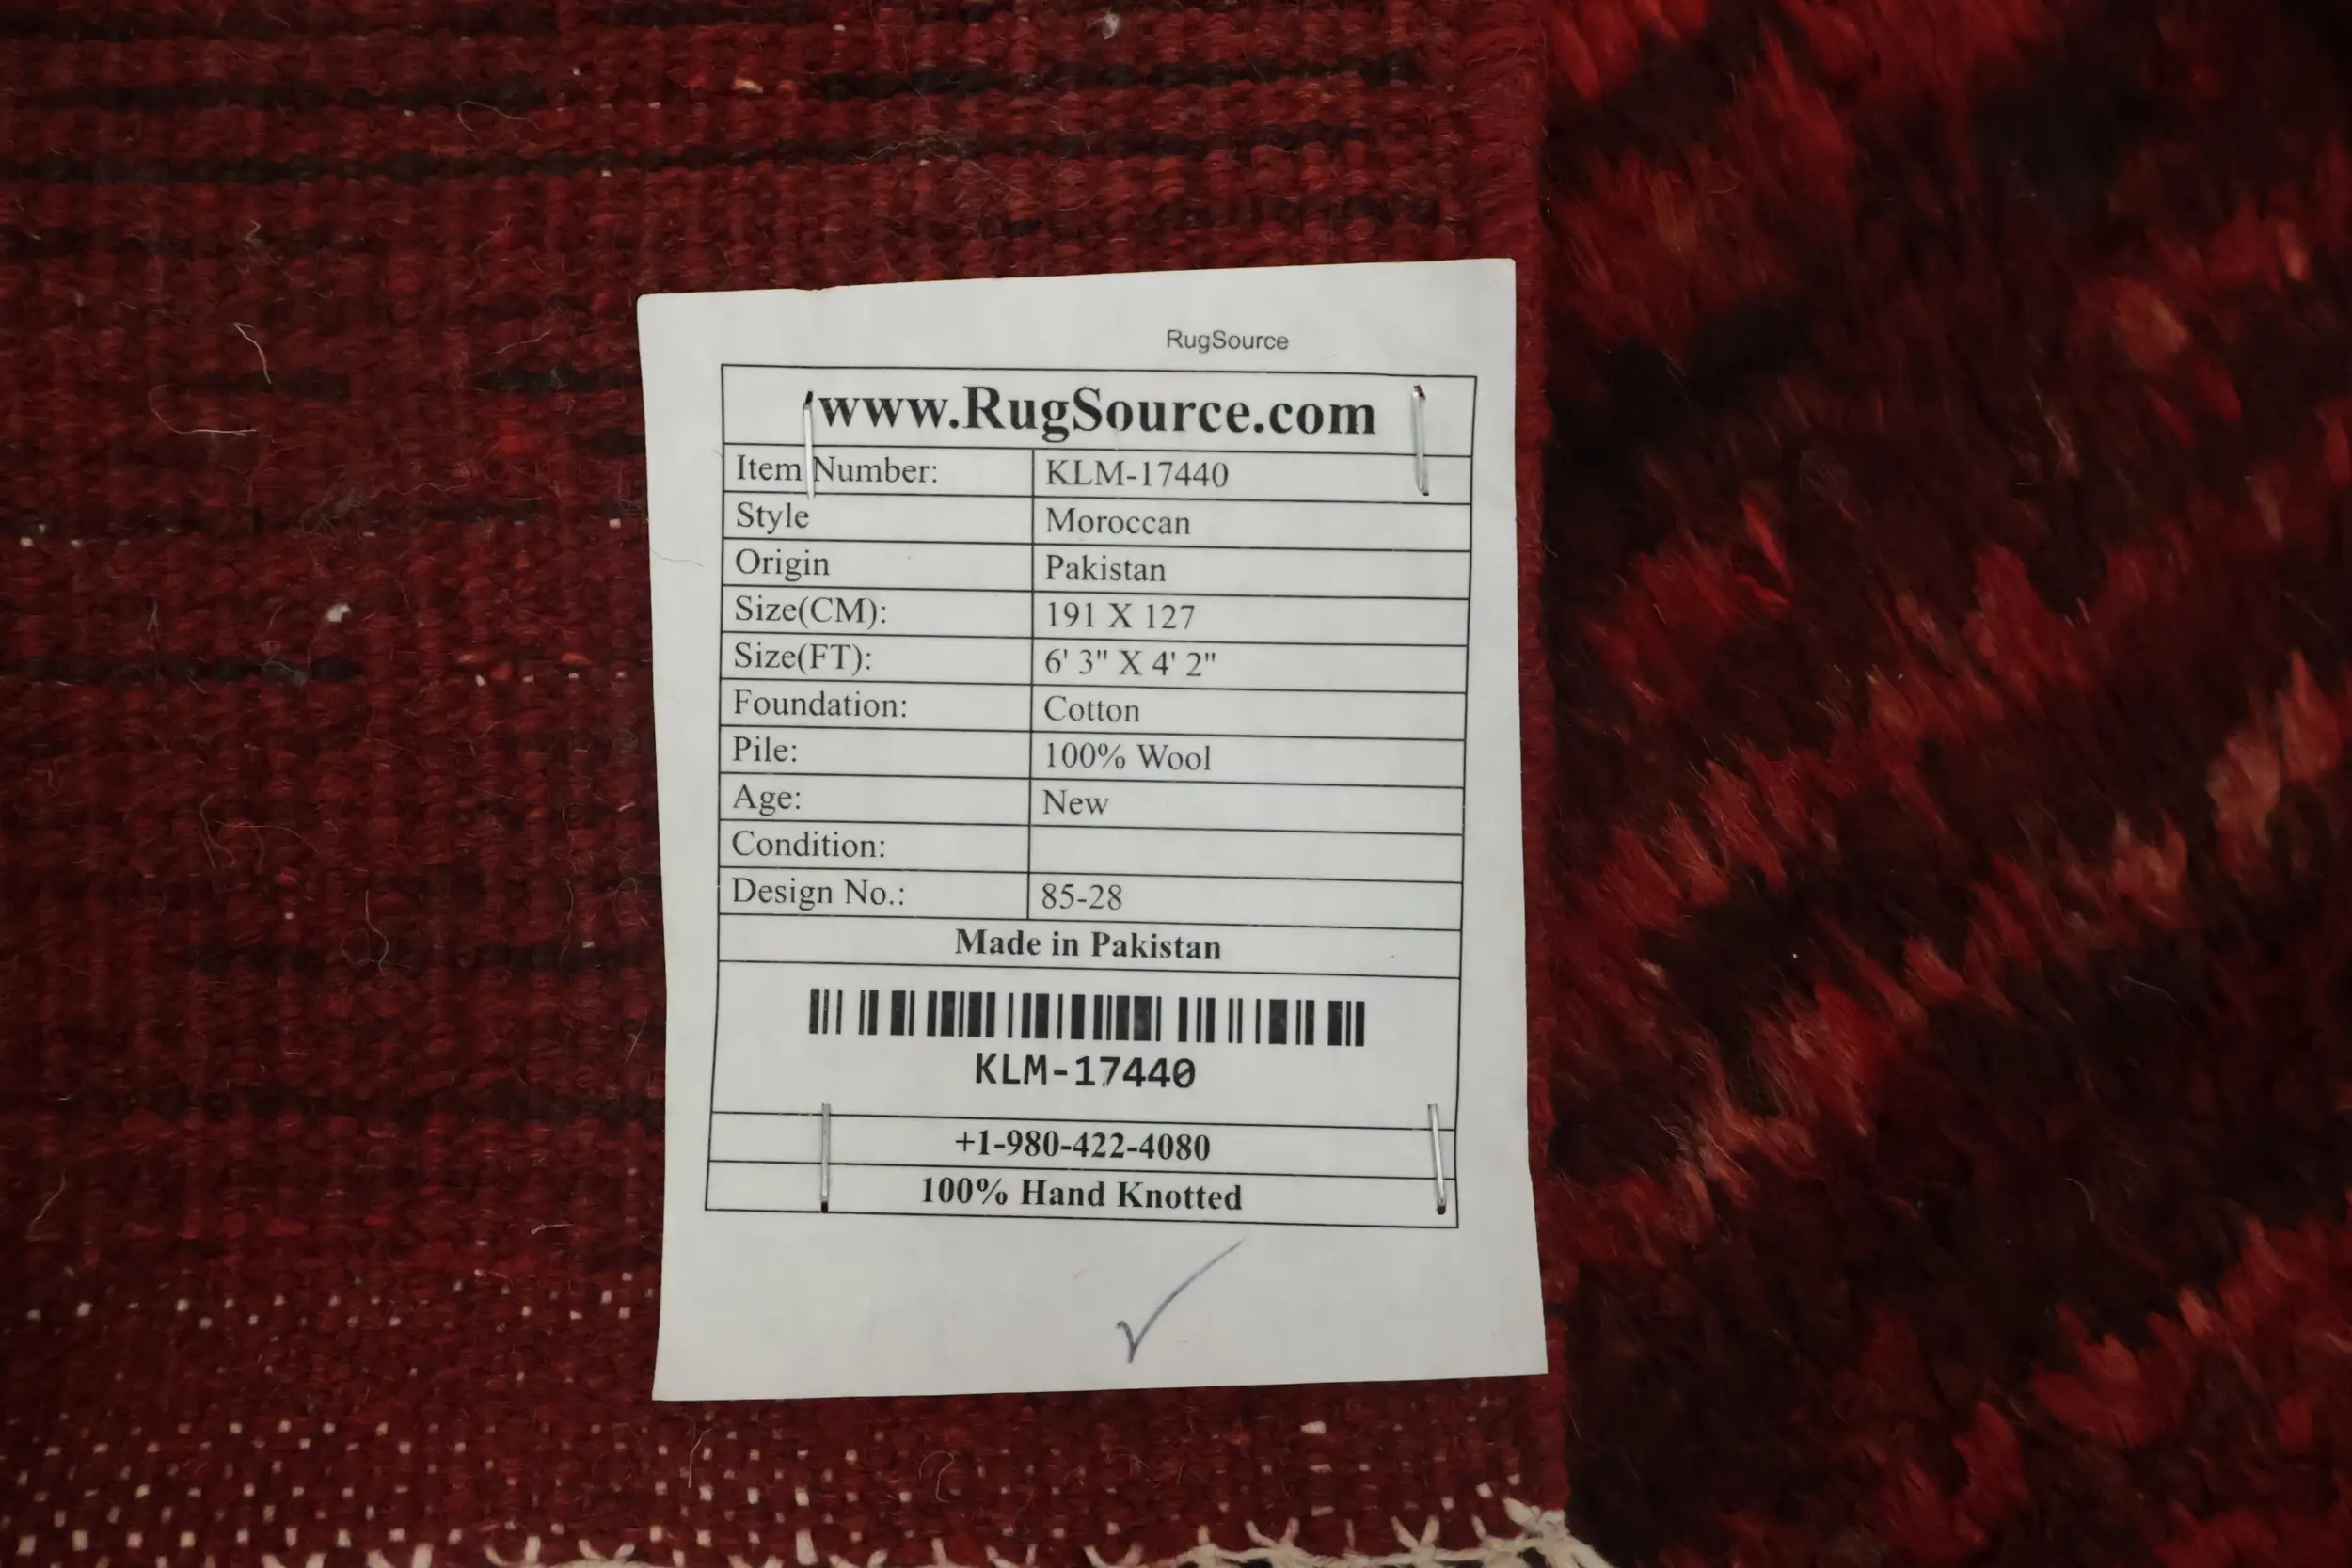 RugSource
www.RugSource.com
Item Number: KLM-17440
Style Moroccan
Origin Pakistan
Size(CM): 191 X 127
Size(FT): 6' 3" X 4' 2"
Foundation: Cotton
Pile: 100% Wool
Age: New
Condition:
Design No.: 85-28
Made in Pakistan
KLM-17440
+1-980-422-4080
100% Hand Knotted